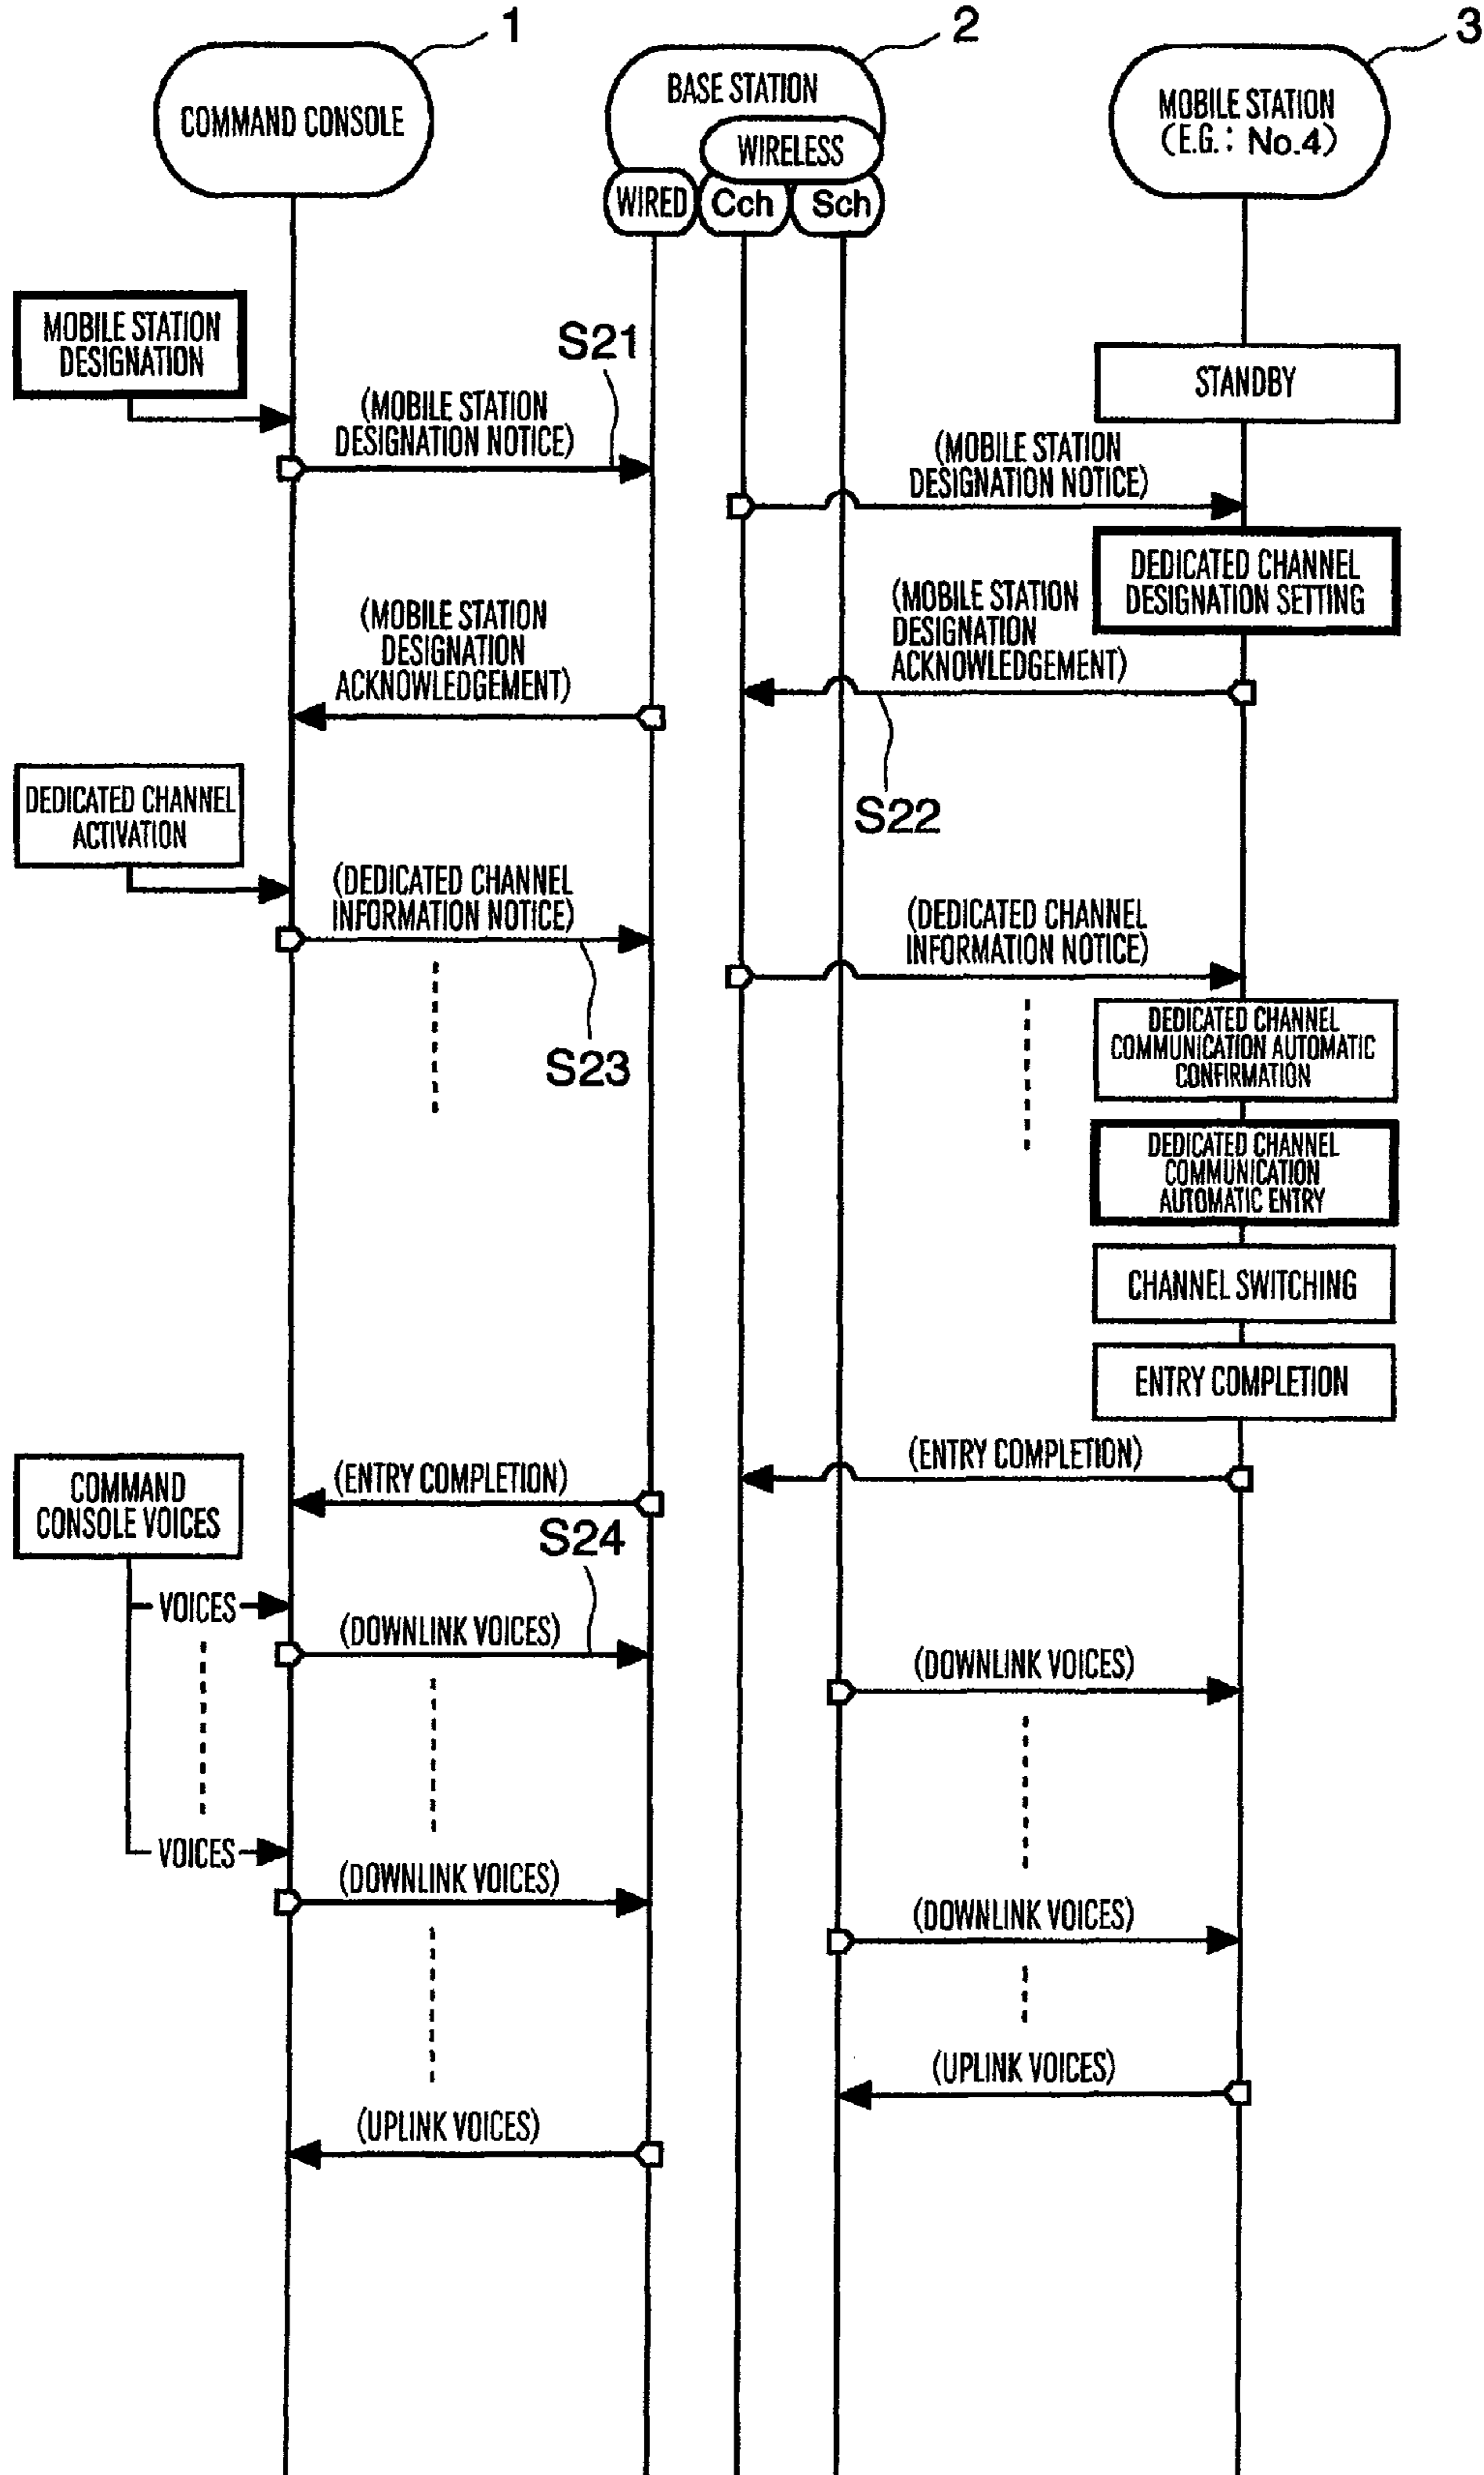 1
2
3
COMMAND CONSOLE
BASE STATION
WIRELESS
WIRED
Cch
Sch
MOBILE STATION
(E.G.: No.4)
MOBILE STATION
DESIGNATION
S21
STANDBY
(MOBILE STATION
DESIGNATION NOTICE)
(MOBILE STATION
DESIGNATION NOTICE)
DEDICATED CHANNEL
DESIGNATION SETTING
(MOBILE STATION
DESIGNATION
ACKNOWLEDGEMENT)
(MOBILE STATION
DESIGNATION
ACKNOWLEDGEMENT)
S22
DEDICATED CHANNEL
ACTIVATION
(DEDICATED CHANNEL
INFORMATION NOTICE)
(DEDICATED CHANNEL
INFORMATION NOTICE)
S23
DEDICATED CHANNEL
COMMUNICATION AUTOMATIC
CONFIRMATION
DEDICATED CHANNEL
COMMUNICATION
AUTOMATIC ENTRY
CHANNEL SWITCHING
ENTRY COMPLETION
(ENTRY COMPLETION)
(ENTRY COMPLETION)
COMMAND
CONSOLE VOICES
S24
VOICES
(DOWNLINK VOICES)
(DOWNLINK VOICES)
VOICES
(DOWNLINK VOICES)
(DOWNLINK VOICES)
(UPLINK VOICES)
(UPLINK VOICES)